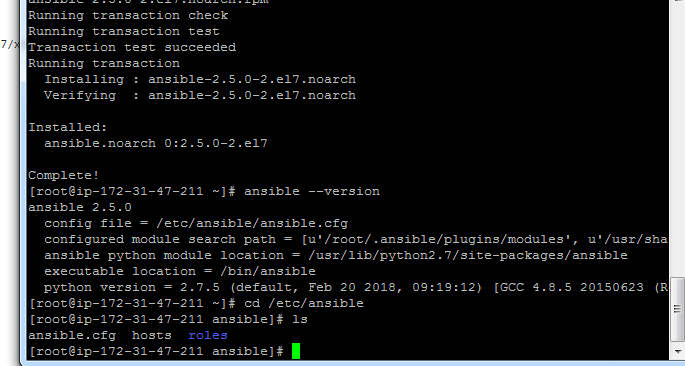 ansible-2.5.0-2.el7.noarch.rpm
Running transaction check
Running transaction test
Transaction test succeeded
Running transaction
  Installing : ansible-2.5.0-2.el7.noarch
  Verifying  : ansible-2.5.0-2.el7.noarch
Installed:
  ansible.noarch 0:2.5.0-2.el7
Complete!
[root@ip-172-31-47-211 ~]# ansible --version
ansible 2.5.0
  config file = /etc/ansible/ansible.cfg
  configured module search path = [u'/root/.ansible/plugins/modules', u'/usr/sha
  ansible python module location = /usr/lib/python2.7/site-packages/ansible
  executable location = /bin/ansible
  python version = 2.7.5 (default, Feb 20 2018, 09:19:12) [GCC 4.8.5 20150623 (R
[root@ip-172-31-47-211 ~]# cd /etc/ansible
[root@ip-172-31-47-211 ansible]# ls
ansible.cfg  hosts  roles
[root@ip-172-31-47-211 ansible]#
7/x